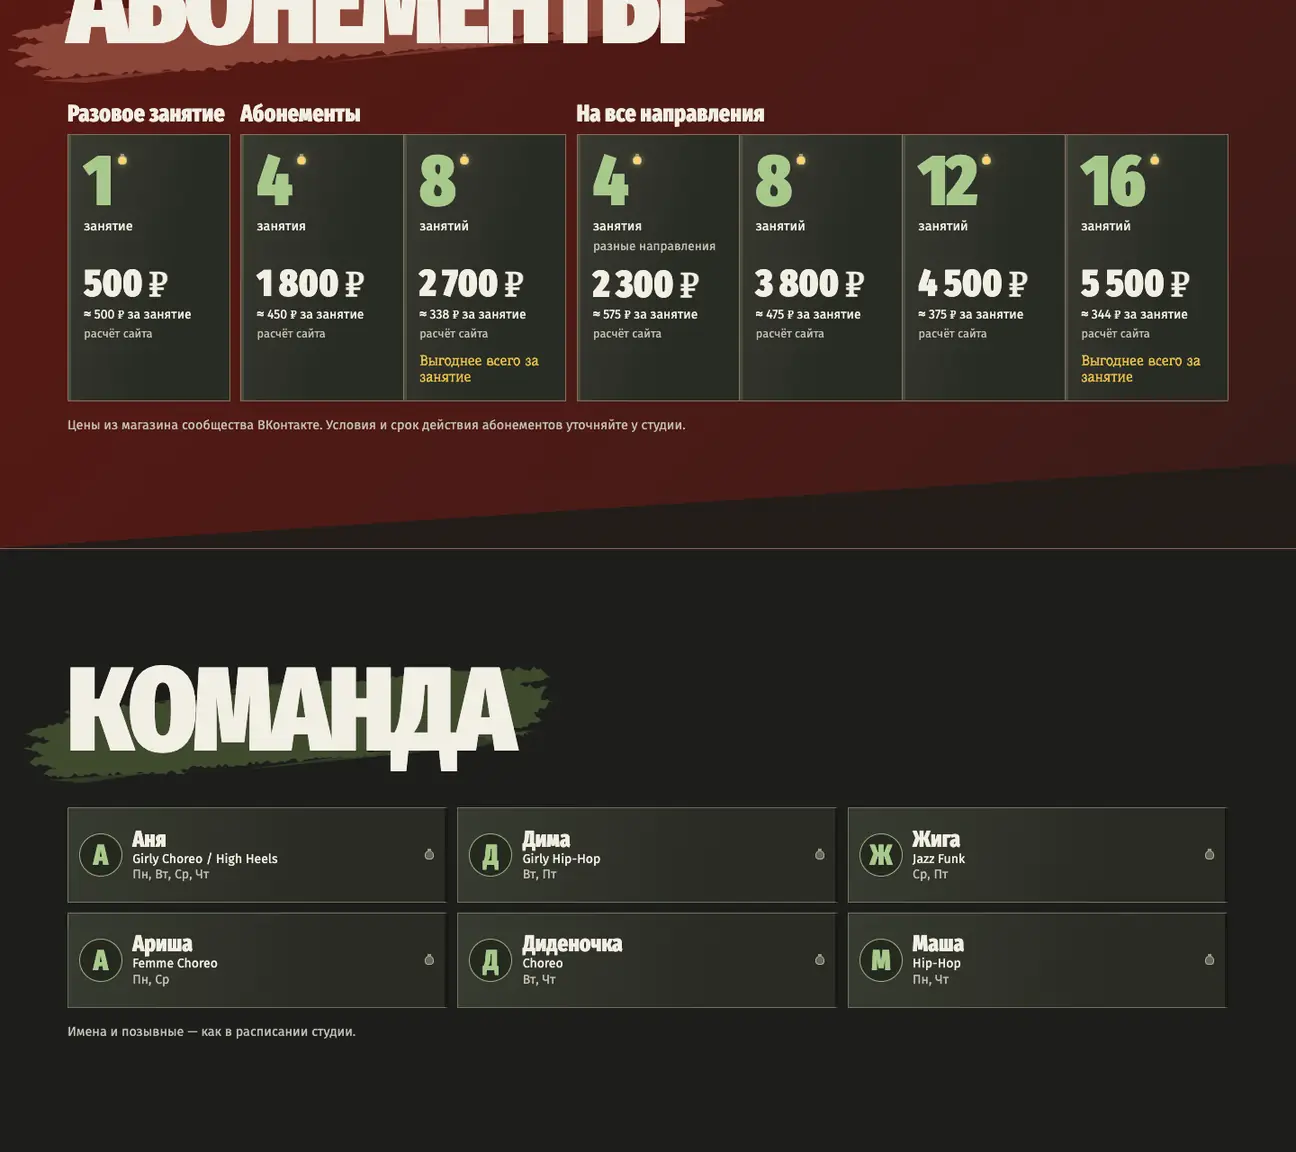 АБОНЕМЕНТЫ
Разовое занятие
1
занятие
500 ₽
≈ 500 ₽ за занятие
расчёт сайта
Абонементы
4
занятия
1 800 ₽
≈ 450 ₽ за занятие
расчёт сайта
8
занятий
2 700 ₽
≈ 338 ₽ за занятие
расчёт сайта
Выгоднее всего за
занятие
На все направления
4
занятия
разные направления
2 300 ₽
≈ 575 ₽ за занятие
расчёт сайта
8
занятий
3 800 ₽
≈ 475 ₽ за занятие
расчёт сайта
12
занятий
4 500 ₽
≈ 375 ₽ за занятие
расчёт сайта
16
занятий
5 500 ₽
≈ 344 ₽ за занятие
расчёт сайта
Выгоднее всего за
занятие
Цены из магазина сообщества ВКонтакте. Условия и срок действия абонементов уточняйте у студии.
КОМАНДА
А
Аня
Girly Choreo / High Heels
Пн, Вт, Ср, Чт
Д
Дима
Girly Hip-Hop
Вт, Пт
Ж
Жига
Jazz Funk
Ср, Пт
А
Ариша
Femme Choreo
Пн, Ср
Д
Диденочка
Choreo
Вт, Чт
М
Маша
Hip-Hop
Пн, Чт
Имена и позывные — как в расписании студии.